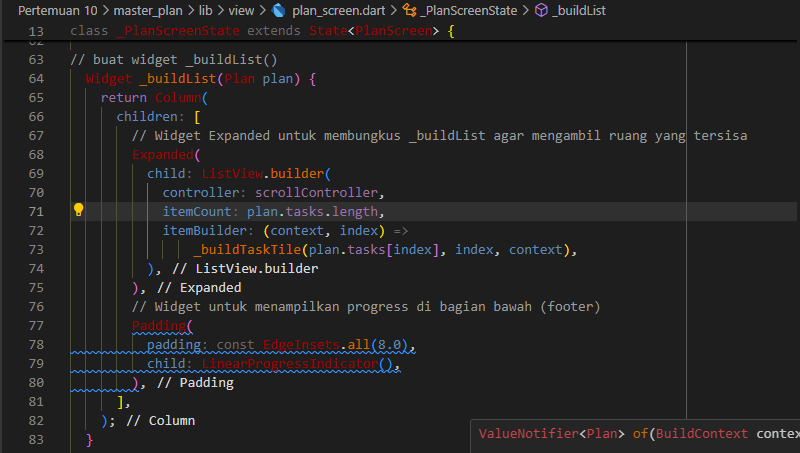 Pertemuan 10 > master_plan > lib > view > plan_screen.dart > _PlanScreenState > _buildList
13 class _PlanScreenState extends State<PlanScreen> {
62
63 // buat widget _buildList()
64 Widget _buildList(Plan plan) {
65 return Column(
66 children: [
67 // Widget Expanded untuk membungkus _buildList agar mengambil ruang yang tersisa
68 Expanded(
69 child: ListView.builder(
70 controller: scrollController,
71 itemCount: plan.tasks.length,
72 itemBuilder: (context, index) =>
73 _buildTaskTile(plan.tasks[index], index, context),
74 ), // ListView.builder
75 ), // Expanded
76 // Widget untuk menampilkan progress di bagian bawah (footer)
77 Padding(
78 padding: const EdgeInsets.all(8.0),
79 child: LinearProgressIndicator(),
80 ), // Padding
81 ],
82 ); // Column
83 }
ValueNotifier<Plan> of(BuildContext contex